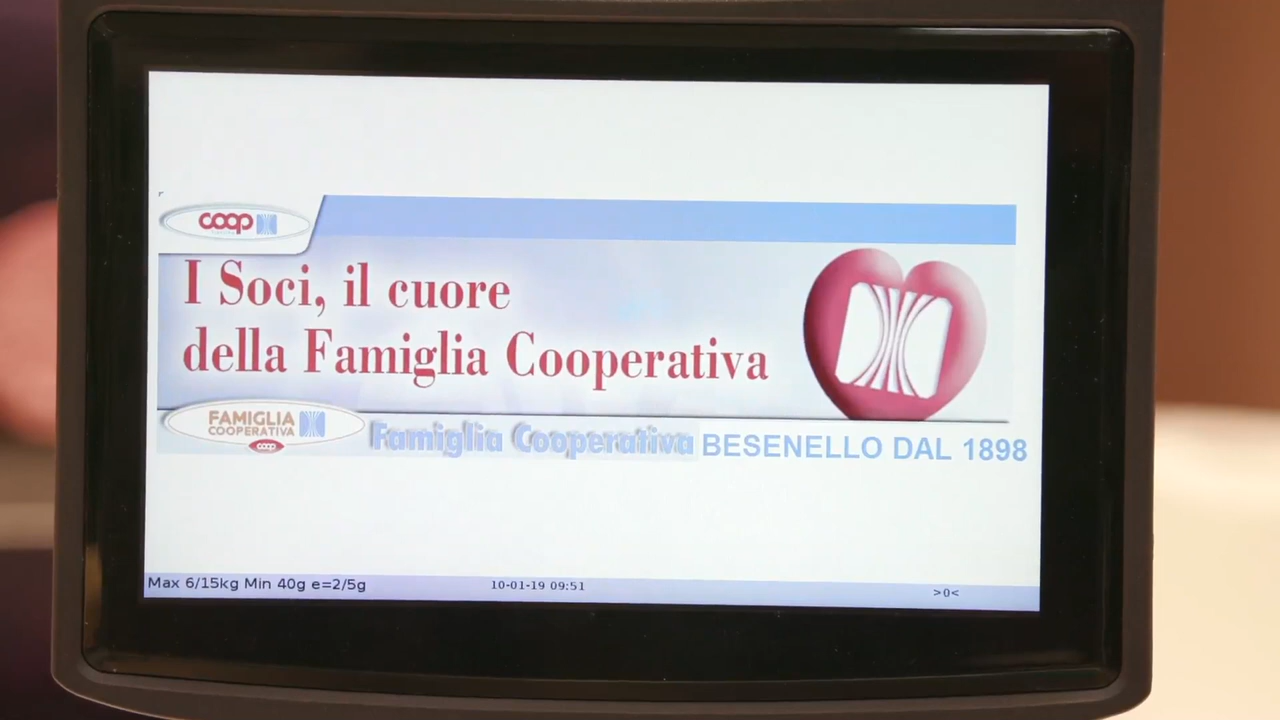 coop
I Soci, il cuore
della Famiglia Cooperativa
FAMIGLIA
COOPERATIVA
coop
Famiglia Cooperativa BESENELLO DAL 1898
Max 6/15kg Min 40g e=2/5g 10-01-19 09:51 >0<